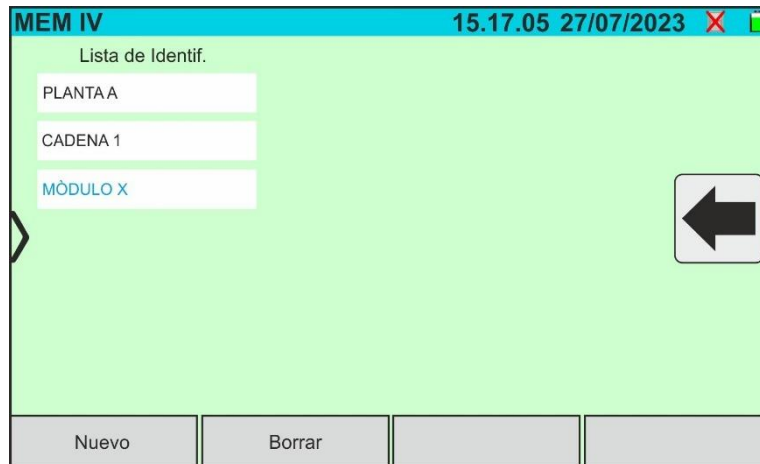 MEM IV 15.17.05 27/07/2023
Lista de Identif.
PLANTA A
CADENA 1
MÒDULO X
Nuevo Borrar